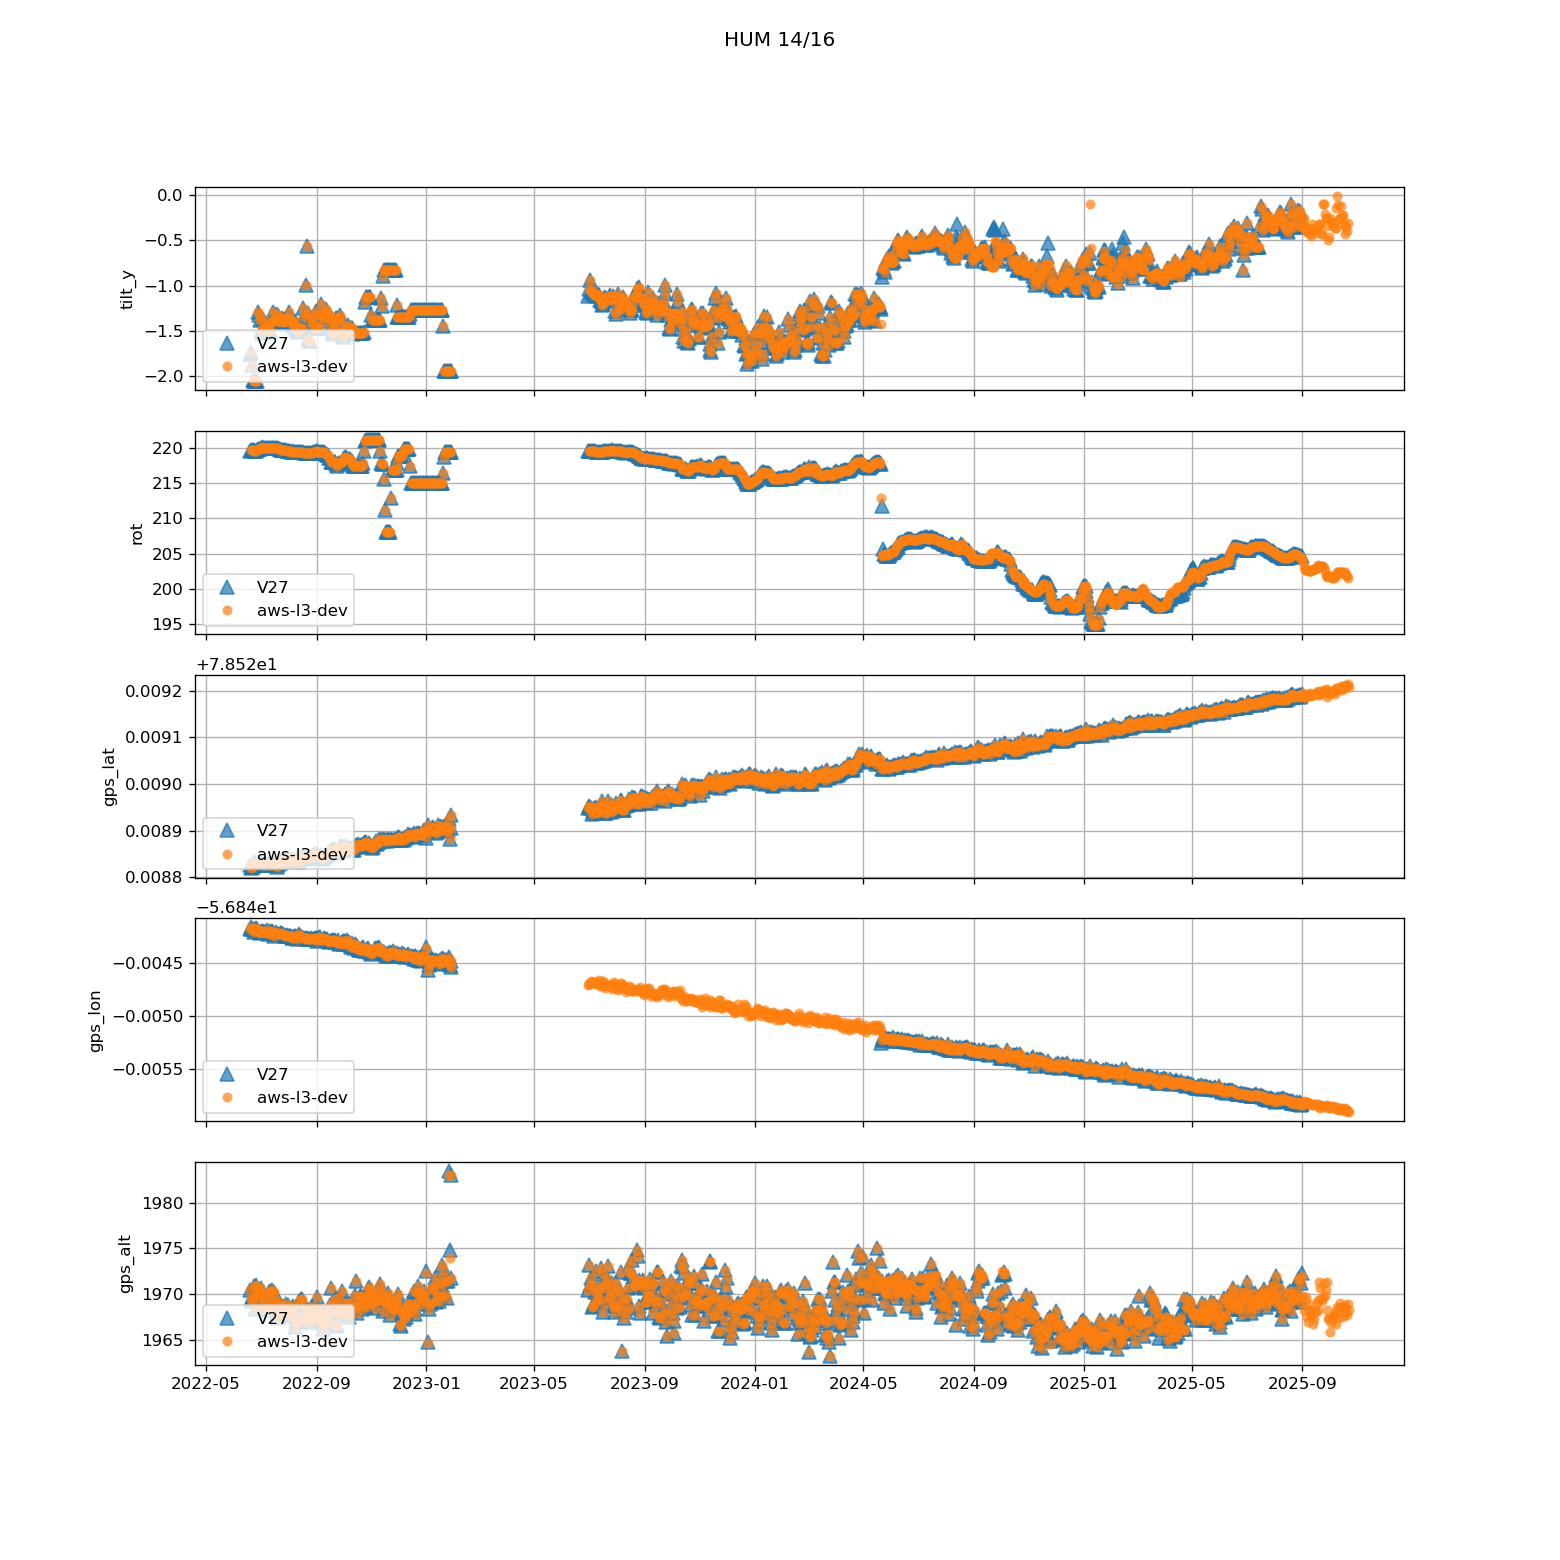 HUM 14/16
0.0
−0.5
−1.0
−1.5
−2.0
tilt_y
V27
aws-l3-dev
220
215
210
205
200
195
rot
V27
aws-l3-dev
+7.852e1
0.0092
0.0091
0.0090
0.0089
0.0088
gps_lat
V27
aws-l3-dev
−5.684e1
−0.0045
−0.0050
−0.0055
gps_lon
V27
aws-l3-dev
1980
1975
1970
1965
gps_alt
V27
aws-l3-dev
2022-05 2022-09 2023-01 2023-05 2023-09 2024-01 2024-05 2024-09 2025-01 2025-05 2025-09